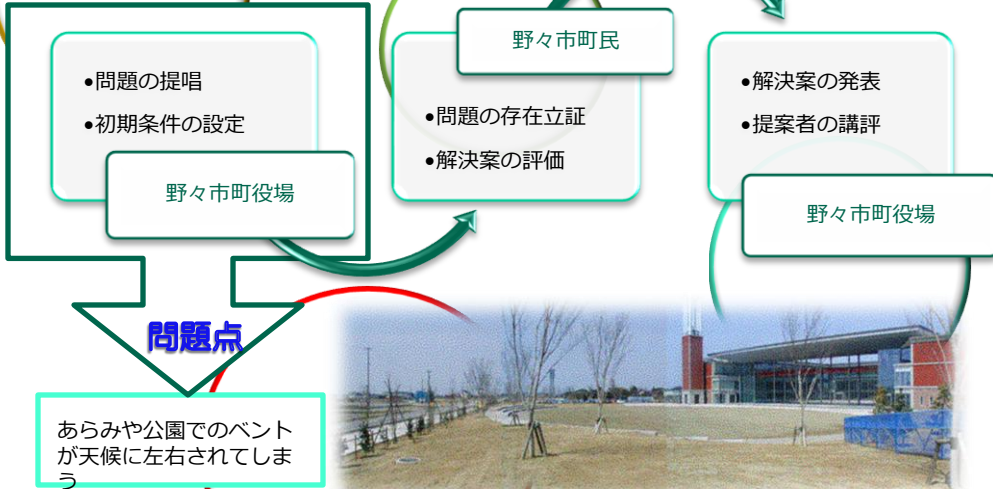 •問題の提唱
•初期条件の設定
野々市町役場
野々市町民
•問題の存在立証
•解決案の評価
•解決案の発表
•提案者の講評
野々市町役場
問題点
あらみや公園でのベント
が天候に左右されてしま
う